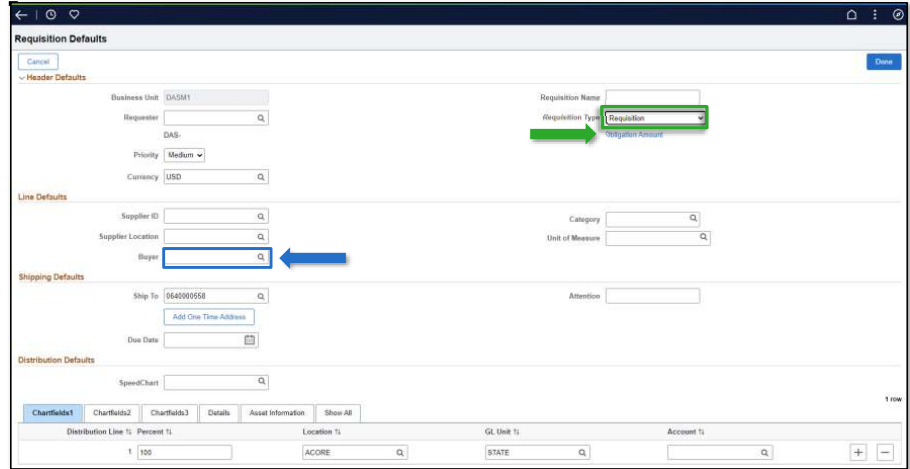 Requisition Defaults
Cancel
Done
Header Defaults
Business Unit DASM1
Requisition Name
Requester
Requisition Type Requisition
DAS-
Obligation Amount
Priority Medium
Currency USD
Line Defaults
Supplier ID
Category
Supplier Location
Unit of Measure
Buyer
Shipping Defaults
Ship To 0640000558
Attention
Add One Time Address
Due Date
Distribution Defaults
SpeedChart
1 row
Chartfields1 Chartfields2 Chartfields3 Details Asset Information Show All
Distribution Line Percent Location GL Unit Account
1 100 ACORE STATE